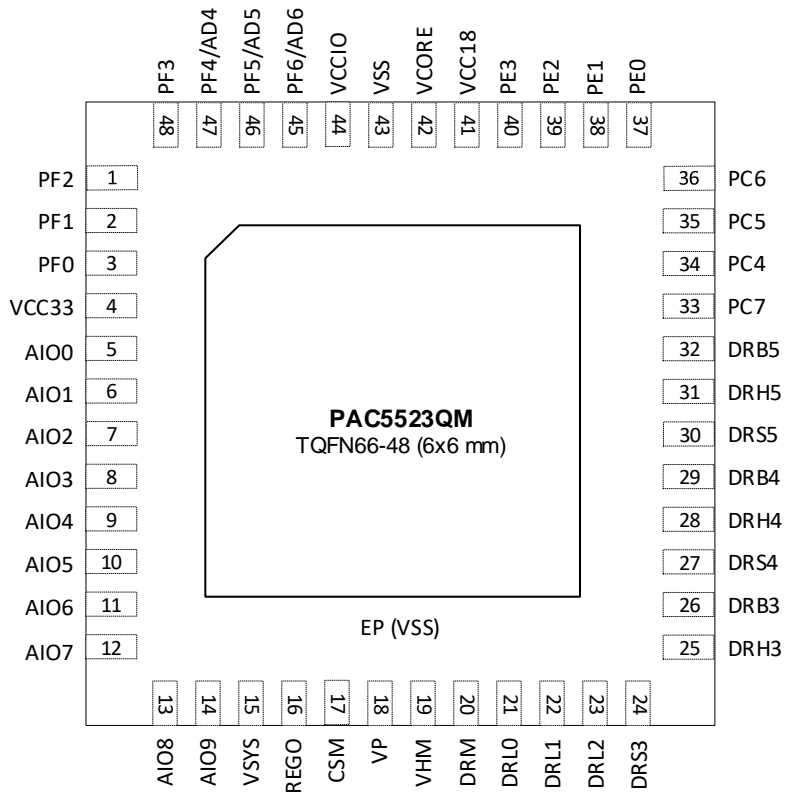 PF3
PF4/AD4
PF5/AD5
PF6/AD6
VCCIO
VSS
VCORE
VCC18
PE3
PE2
PE1
PE0
48
47
46
45
44
43
42
41
40
39
38
37
PF2 1
PF1 2
PF0 3
VCC33 4
AIO0 5
AIO1 6
AIO2 7
AIO3 8
AIO4 9
AIO5 10
AIO6 11
AIO7 12
PAC5523QM
TQFN66-48 (6x6 mm)
EP (VSS)
36 PC6
35 PC5
34 PC4
33 PC7
32 DRB5
31 DRH5
30 DRS5
29 DRB4
28 DRH4
27 DRS4
26 DRB3
25 DRH3
13
14
15
16
17
18
19
20
21
22
23
24
AIO8
AIO9
VSYS
REGO
CSM
VP
VHM
DRM
DRL0
DRL1
DRL2
DRS3